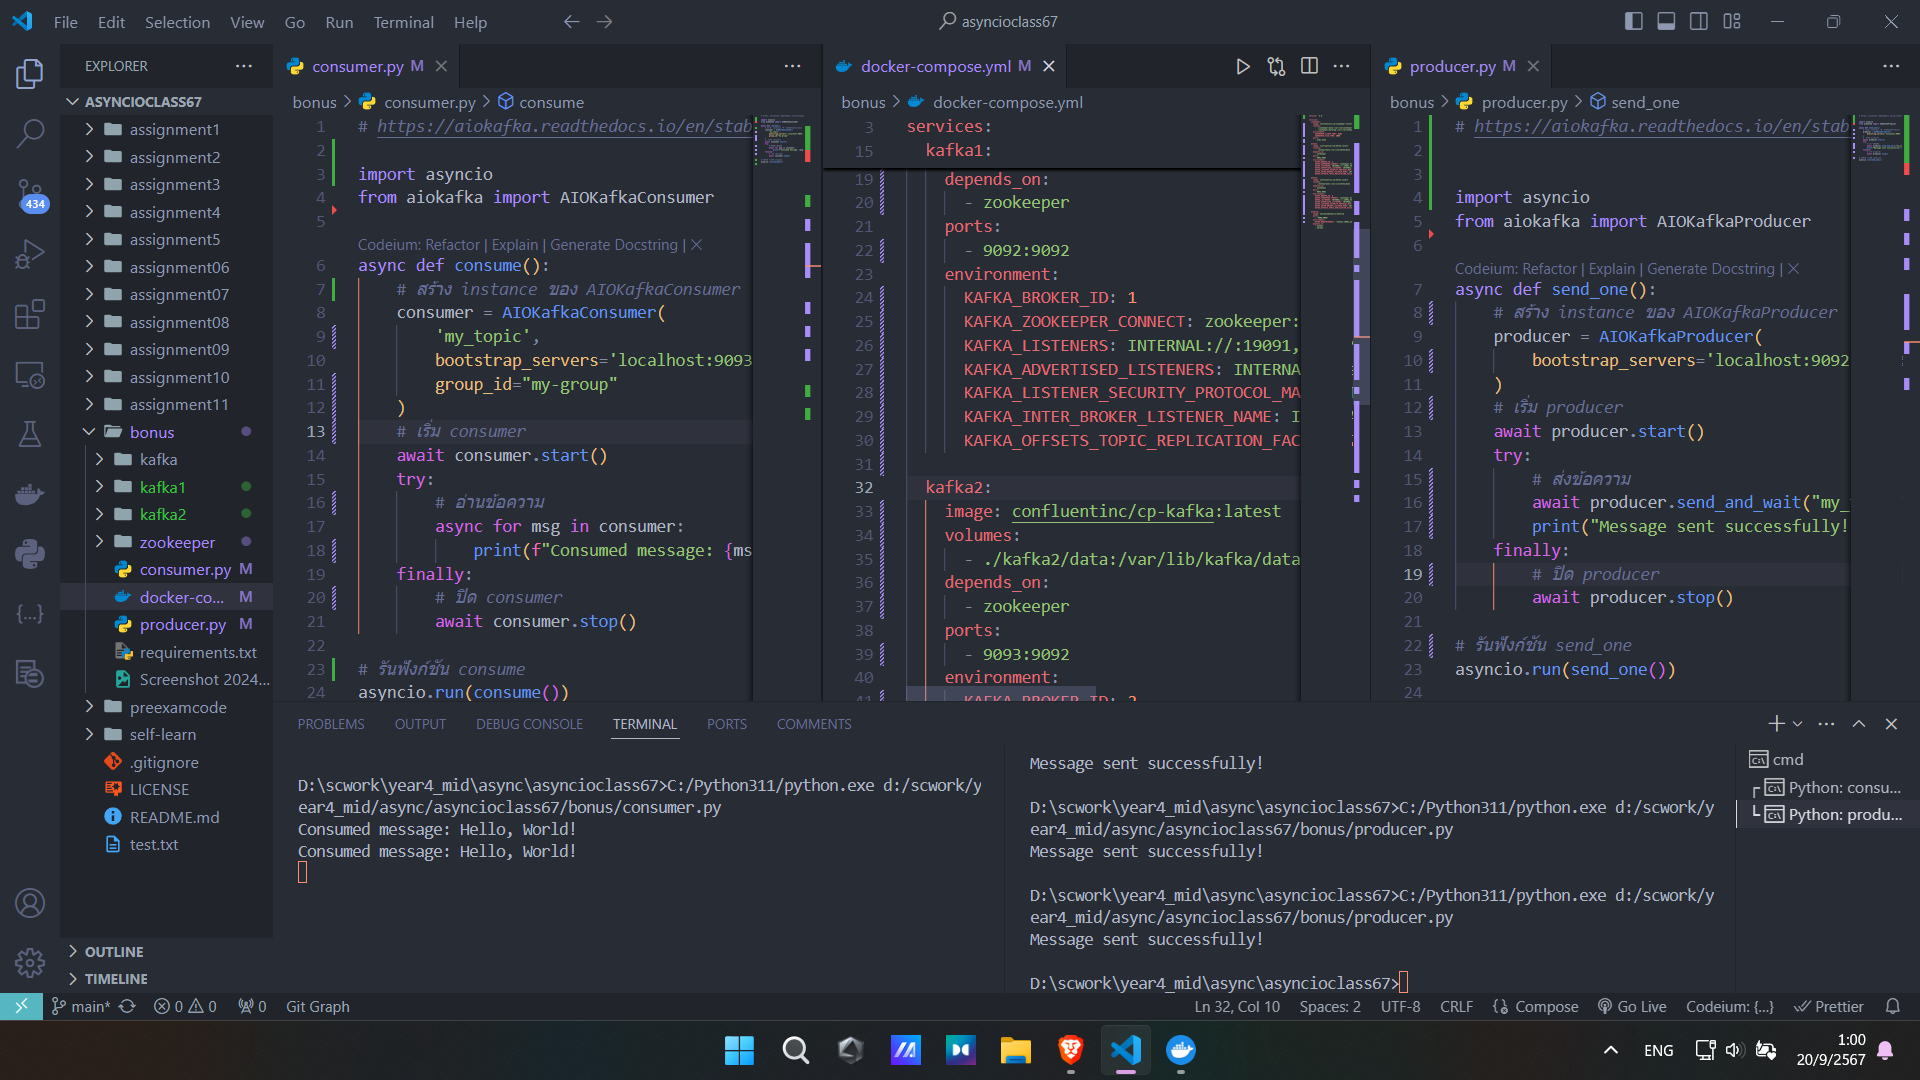 File Edit Selection View Go Run Terminal Help
asyncioclass67
EXPLORER
ASYNCIOCLASS67
assignment1
assignment2
assignment3
assignment4
assignment5
assignment06
assignment07
assignment08
assignment09
assignment10
assignment11
bonus
kafka
kafka1
kafka2
zookeeper
consumer.py M
docker-co... M
producer.py M
requirements.txt
Screenshot 2024...
preexamcode
self-learn
.gitignore
LICENSE
README.md
test.txt
OUTLINE
TIMELINE
434
consumer.py M
bonus > consumer.py > consume
1 # https://aiokafka.readthedocs.io/en/stab
2
3 import asyncio
4 from aiokafka import AIOKafkaConsumer
5
Codeium: Refactor | Explain | Generate Docstring | X
6 async def consume():
7 # สร้าง instance ของ AIOKafkaConsumer
8 consumer = AIOKafkaConsumer(
9 'my_topic',
10 bootstrap_servers='localhost:9093
11 group_id="my-group"
12 )
13 # เริ่ม consumer
14 await consumer.start()
15 try:
16 # อ่านข้อความ
17 async for msg in consumer:
18 print(f"Consumed message: {ms
19 finally:
20 # ปิด consumer
21 await consumer.stop()
22
23 # รันฟังก์ชัน consume
24 asyncio.run(consume())
docker-compose.yml M
bonus > docker-compose.yml
3 services:
15 kafka1:
19 depends_on:
20 - zookeeper
21 ports:
22 - 9092:9092
23 environment:
24 KAFKA_BROKER_ID: 1
25 KAFKA_ZOOKEEPER_CONNECT: zookeeper:
26 KAFKA_LISTENERS: INTERNAL://:19091,
27 KAFKA_ADVERTISED_LISTENERS: INTERNA
28 KAFKA_LISTENER_SECURITY_PROTOCOL_MA
29 KAFKA_INTER_BROKER_LISTENER_NAME: I
30 KAFKA_OFFSETS_TOPIC_REPLICATION_FAC
31
32 kafka2:
33 image: confluentinc/cp-kafka:latest
34 volumes:
35 - ./kafka2/data:/var/lib/kafka/data
36 depends_on:
37 - zookeeper
38 ports:
39 - 9093:9092
40 environment:
41 KAFKA_BROKER_ID: 2
producer.py M
bonus > producer.py > send_one
1 # https://aiokafka.readthedocs.io/en/stab
2
3
4 import asyncio
5 from aiokafka import AIOKafkaProducer
6
Codeium: Refactor | Explain | Generate Docstring | X
7 async def send_one():
8 # สร้าง instance ของ AIOKafkaProducer
9 producer = AIOKafkaProducer(
10 bootstrap_servers='localhost:9092
11 )
12 # เริ่ม producer
13 await producer.start()
14 try:
15 # ส่งข้อความ
16 await producer.send_and_wait("my_
17 print("Message sent successfully!
18 finally:
19 # ปิด producer
20 await producer.stop()
21
22 # รันฟังก์ชัน send_one
23 asyncio.run(send_one())
24
PROBLEMS OUTPUT DEBUG CONSOLE TERMINAL PORTS COMMENTS
D:\scwork\year4_mid\async\asyncioclass67>C:/Python311/python.exe d:/scwork/y
ear4_mid/async/asyncioclass67/bonus/consumer.py
Consumed message: Hello, World!
Consumed message: Hello, World!
Message sent successfully!
D:\scwork\year4_mid\async\asyncioclass67>C:/Python311/python.exe d:/scwork/y
ear4_mid/async/asyncioclass67/bonus/producer.py
Message sent successfully!
D:\scwork\year4_mid\async\asyncioclass67>C:/Python311/python.exe d:/scwork/y
ear4_mid/async/asyncioclass67/bonus/producer.py
Message sent successfully!
D:\scwork\year4_mid\async\asyncioclass67>
cmd
Python: consu...
Python: produ...
main* 0 0 0 Git Graph
Ln 32, Col 10 Spaces: 2 UTF-8 CRLF Compose Go Live Codeium: {...} Prettier
ENG
1:00
20/9/2567